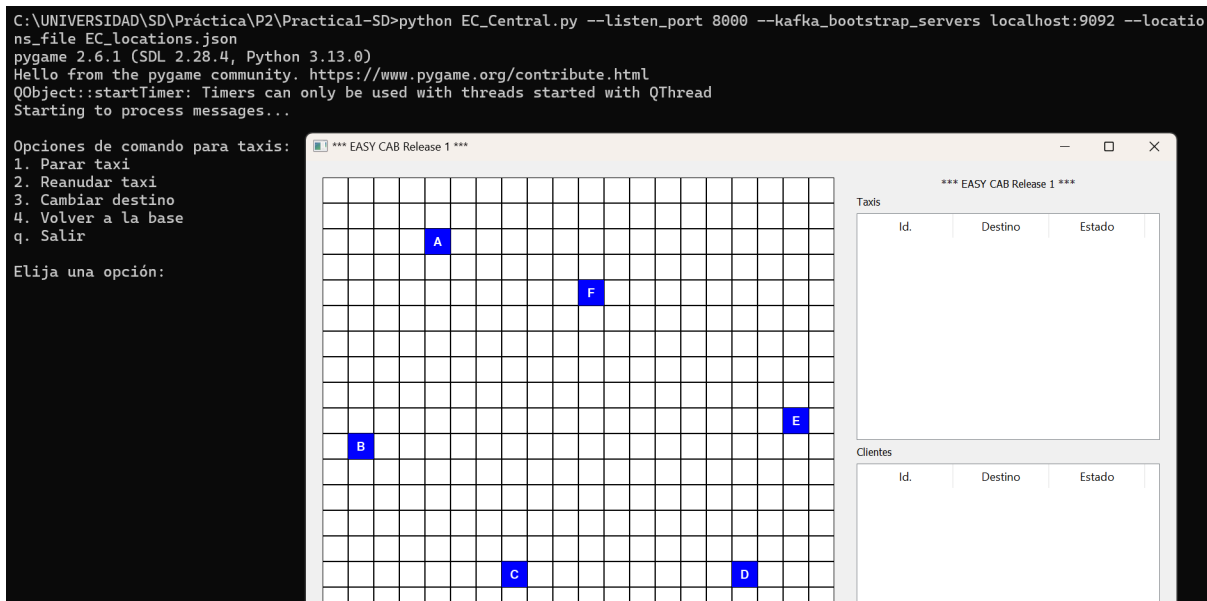 C:\UNIVERSIDAD\SD\Práctica\P2\Practica1-SD>python EC_Central.py --listen_port 8000 --kafka_bootstrap_servers localhost:9092 --locatio
ns_file EC_locations.json
pygame 2.6.1 (SDL 2.28.4, Python 3.13.0)
Hello from the pygame community. https://www.pygame.org/contribute.html
QObject::startTimer: Timers can only be used with threads started with QThread
Starting to process messages...
Opciones de comando para taxis:
1. Parar taxi
2. Reanudar taxi
3. Cambiar destino
4. Volver a la base
q. Salir
Elija una opción:
*** EASY CAB Release 1 ***
A
F
E
B
C
D
*** EASY CAB Release 1 ***
Taxis
Id. Destino Estado
Clientes
Id. Destino Estado